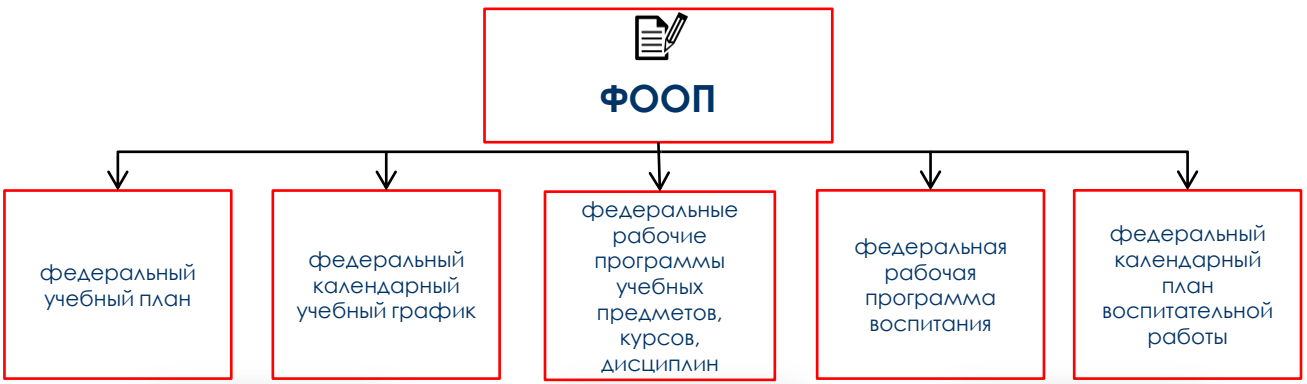 ФООП
федеральный
учебный план
федеральный
календарный
учебный график
федеральные
рабочие
программы
учебных
предметов,
курсов,
дисциплин
федеральная
рабочая
программа
воспитания
федеральный
календарный
план
воспитательной
работы